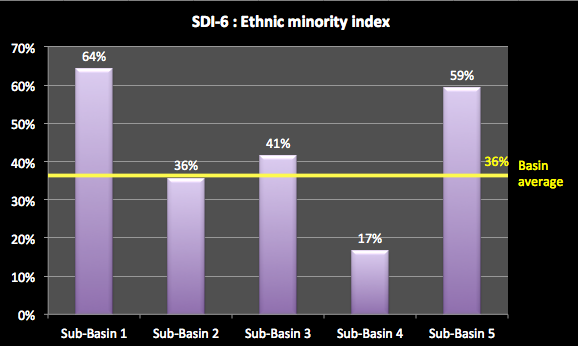 SDI-6 : Ethnic minority index
70%
60%
50%
40%
30%
20%
10%
0%
64%
36%
41%
17%
59%
36%
Basin
average
Sub-Basin 1
Sub-Basin 2
Sub-Basin 3
Sub-Basin 4
Sub-Basin 5